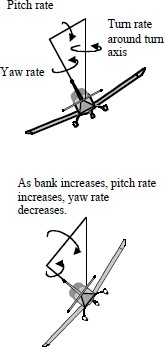 Pitch rate
Turn rate
around turn
axis
Yaw rate
As bank increases, pitch rate
increases, yaw rate
decreases.